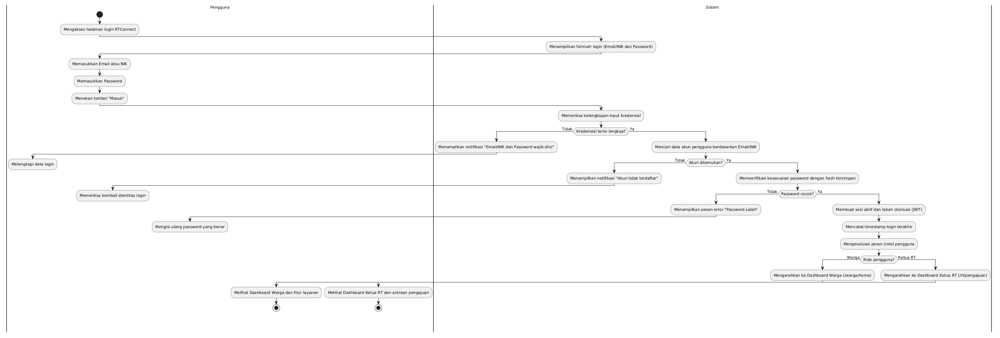 Pengguna
Sistem
Mengakses halaman login RTConnect
Menampilkan formulir login (Email/NIK dan Password)
Memasukkan Email atau NIK
Memasukkan Password
Menekan tombol "Masuk"
Memeriksa kelengkapan input kredensial
Tidak
Kredensial terisi lengkap?
Ya
Menampilkan notifikasi "Email/NIK dan Password wajib diisi"
Mencari data akun pengguna berdasarkan Email/NIK
Melengkapi data login
Tidak
Akun ditemukan?
Ya
Menampilkan notifikasi "Akun tidak terdaftar"
Memverifikasi kesesuaian password dengan hash tersimpan
Memeriksa kembali identitas login
Tidak
Password cocok?
Ya
Menampilkan pesan error "Password salah"
Membuat sesi aktif dan token otorisasi (JWT)
Mengisi ulang password yang benar
Mencatat timestamp login terakhir
Mengevaluasi peran (role) pengguna
Warga
Role pengguna?
Ketua RT
Mengarahkan ke Dashboard Warga (/warga/home)
Mengarahkan ke Dashboard Ketua RT (/rt/pengajuan)
Melihat Dashboard Warga dan fitur layanan
Melihat Dashboard Ketua RT dan antrean pengajuan